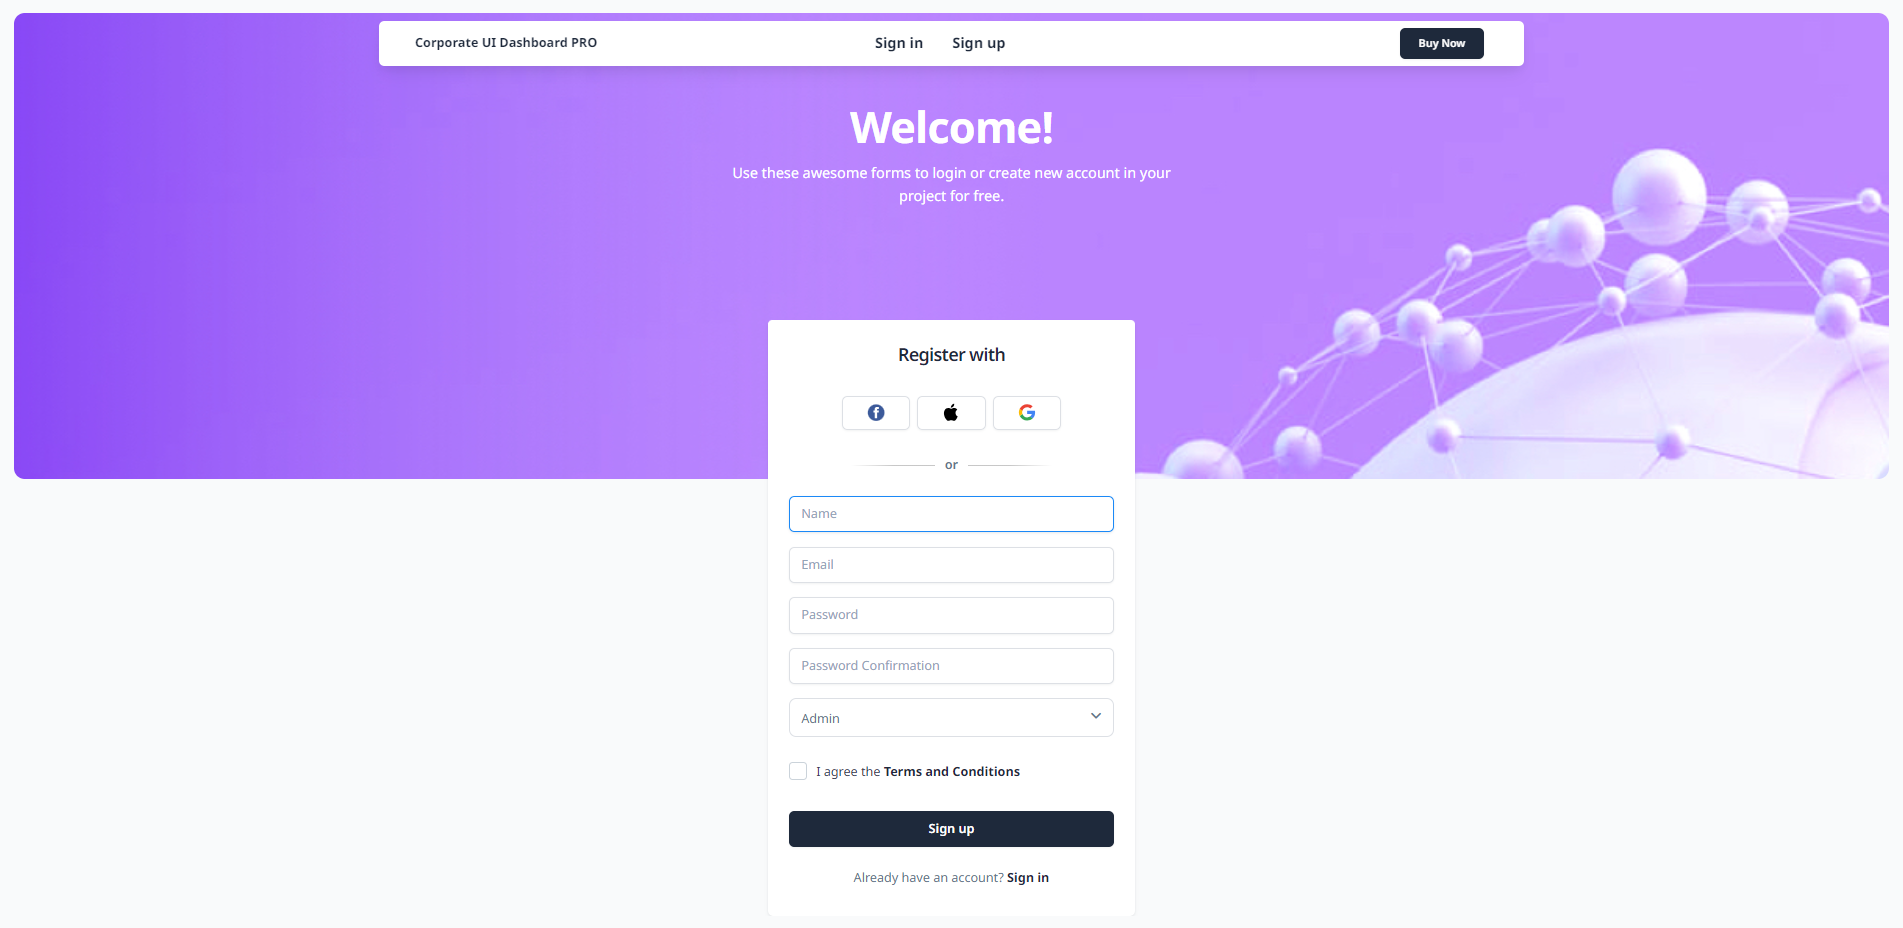 Corporate UI Dashboard PRO
Sign in
Sign up
Buy Now
Welcome!
Use these awesome forms to login or create new account in your
project for free.
Register with
or
Name
Email
Password
Password Confirmation
Admin
I agree the Terms and Conditions
Sign up
Already have an account? Sign in